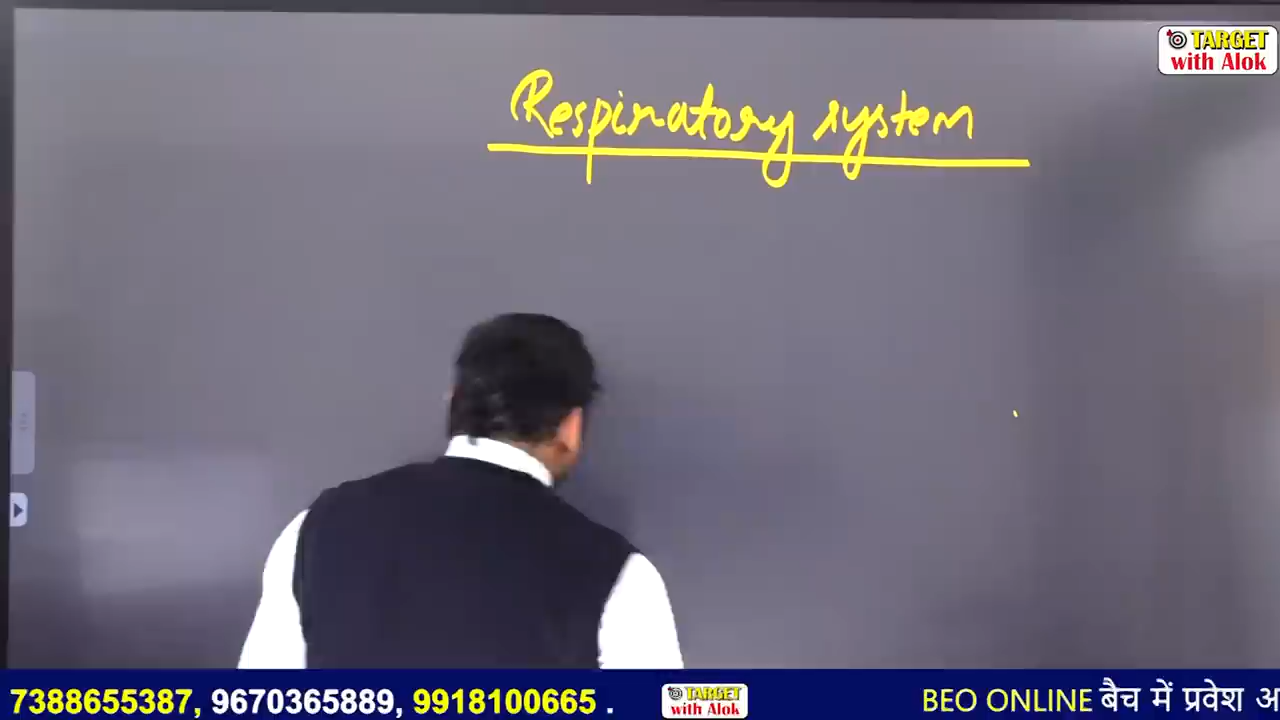 TARGET
with Alok
Respiratory system
7388655387, 9670365889, 9918100665 .
TARGET
with Alok
BEO ONLINE बैच में प्रवेश अ